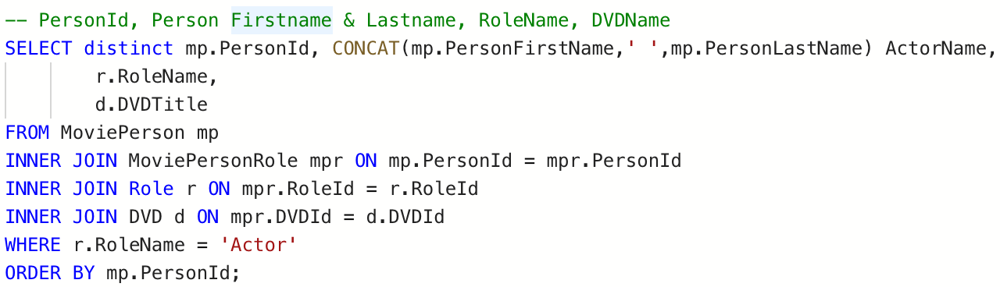 -- PersonId, Person Firstname & Lastname, RoleName, DVDName
SELECT distinct mp.PersonId, CONCAT(mp.PersonFirstName,' ',mp.PersonLastName) ActorName,
        r.RoleName,
        d.DVDTitle
FROM MoviePerson mp
INNER JOIN MoviePersonRole mpr ON mp.PersonId = mpr.PersonId
INNER JOIN Role r ON mpr.RoleId = r.RoleId
INNER JOIN DVD d ON mpr.DVDId = d.DVDId
WHERE r.RoleName = 'Actor'
ORDER BY mp.PersonId;